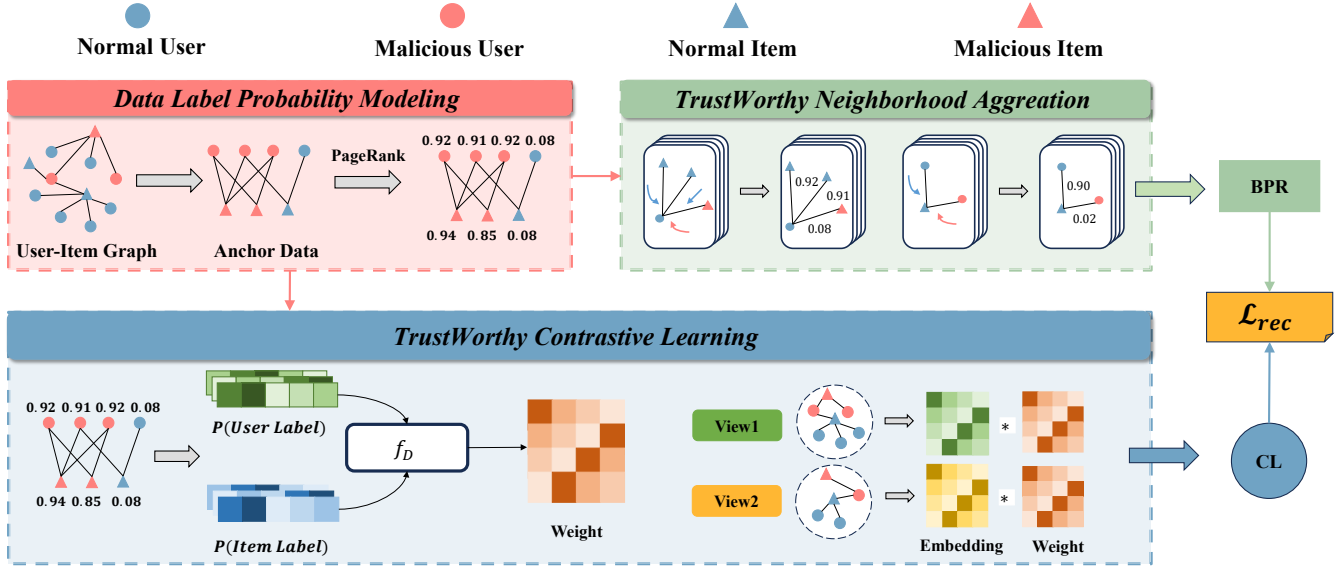 Normal User
Malicious User
Normal Item
Malicious Item
Data Label Probability Modeling
TrustWorthy Neighborhood Aggreation
PageRank
0.92 0.91 0.92 0.08
0.94 0.85 0.08
User-Item Graph
Anchor Data
0.92
0.91
0.08
0.90
0.02
BPR
ℒrec
TrustWorthy Contrastive Learning
0.92 0.91 0.92 0.08
0.94 0.85 0.08
P(User Label)
f_D
P(Item Label)
Weight
View1
*
View2
*
Embedding
Weight
CL